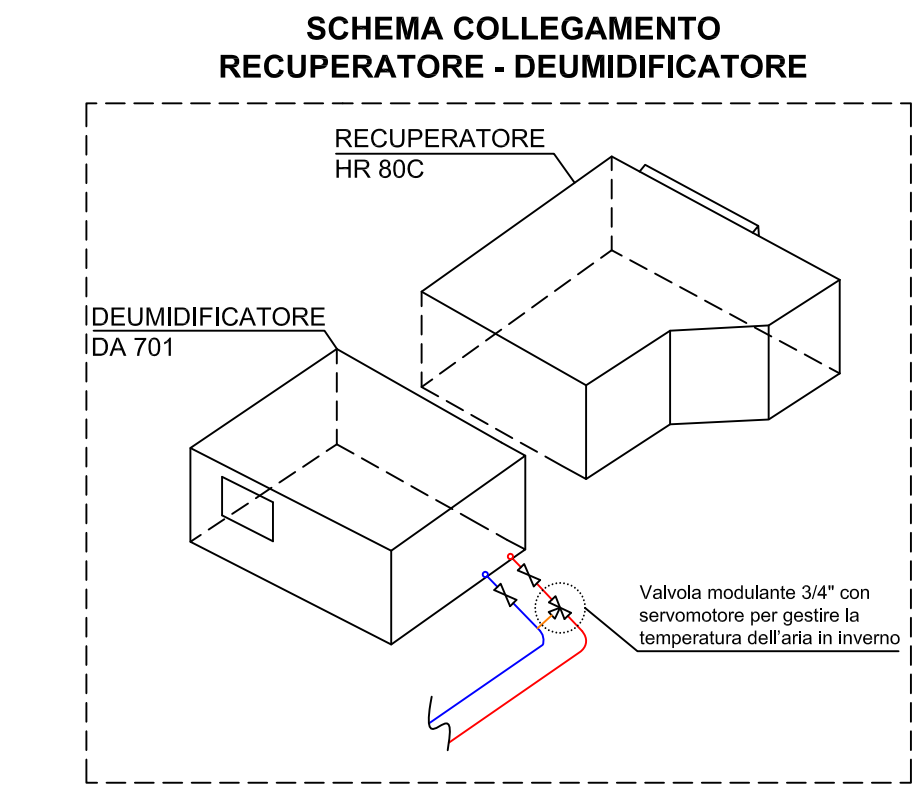 SCHEMA COLLEGAMENTO
RECUPERATORE - DEUMIDIFICATORE
RECUPERATORE
HR 80C
DEUMIDIFICATORE
DA 701
Valvola modulante 3/4" con
servomotore per gestire la
temperatura dell'aria in inverno